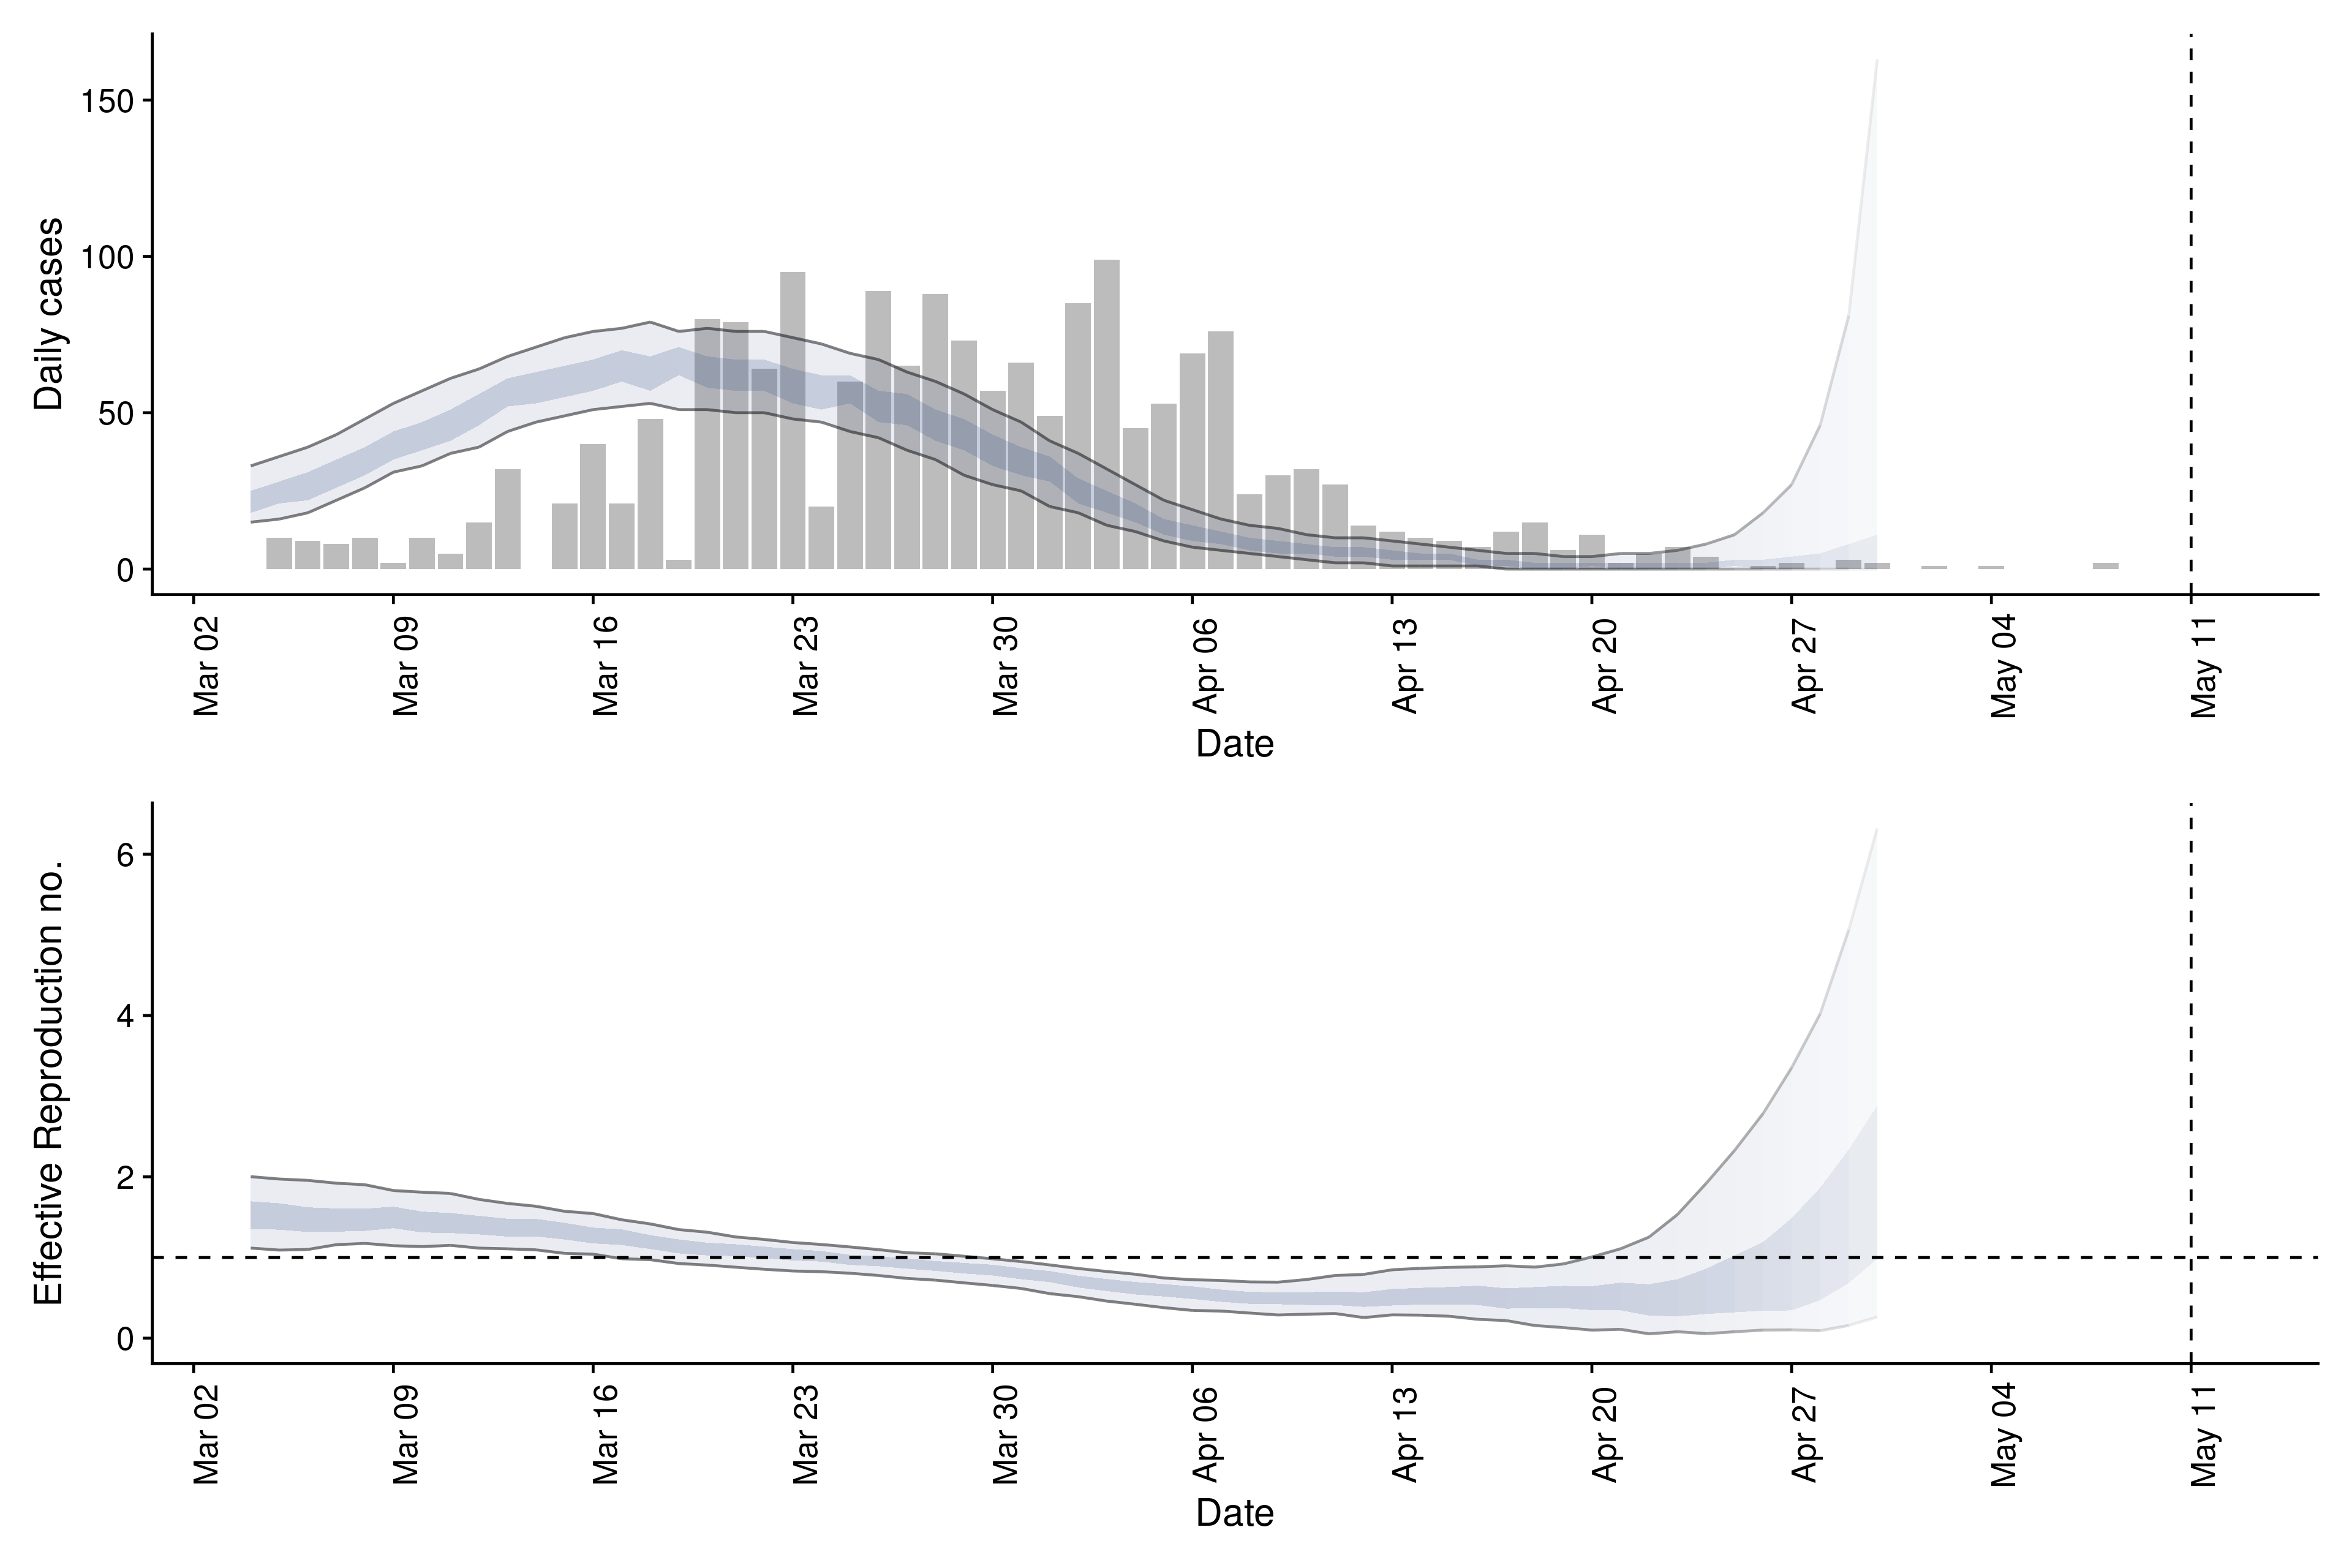 Daily cases
150
100
50
0
Mar 02
Mar 09
Mar 16
Mar 23
Mar 30
Apr 06
Apr 13
Apr 20
Apr 27
May 04
May 11
Date
Effective Reproduction no.
6
4
2
0
Mar 02
Mar 09
Mar 16
Mar 23
Mar 30
Apr 06
Apr 13
Apr 20
Apr 27
May 04
May 11
Date